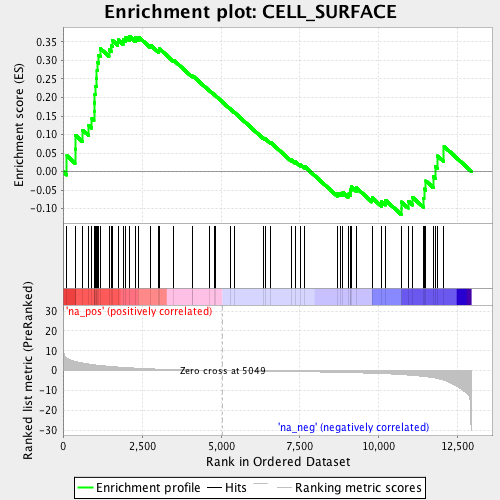 Enrichment plot: CELL_SURFACE
Enrichment score (ES)
0.35
0.30
0.25
0.20
0.15
0.10
0.05
0.00
-0.05
-0.10
'na_pos' (positively correlated)
Ranked list metric (PreRanked)
30
20
10
0
-10
-20
-30
Zero cross at 5049
'na_neg' (negatively correlated)
0
2,500
5,000
7,500
10,000
12,500
Rank in Ordered Dataset
Enrichment profile
Hits
Ranking metric scores